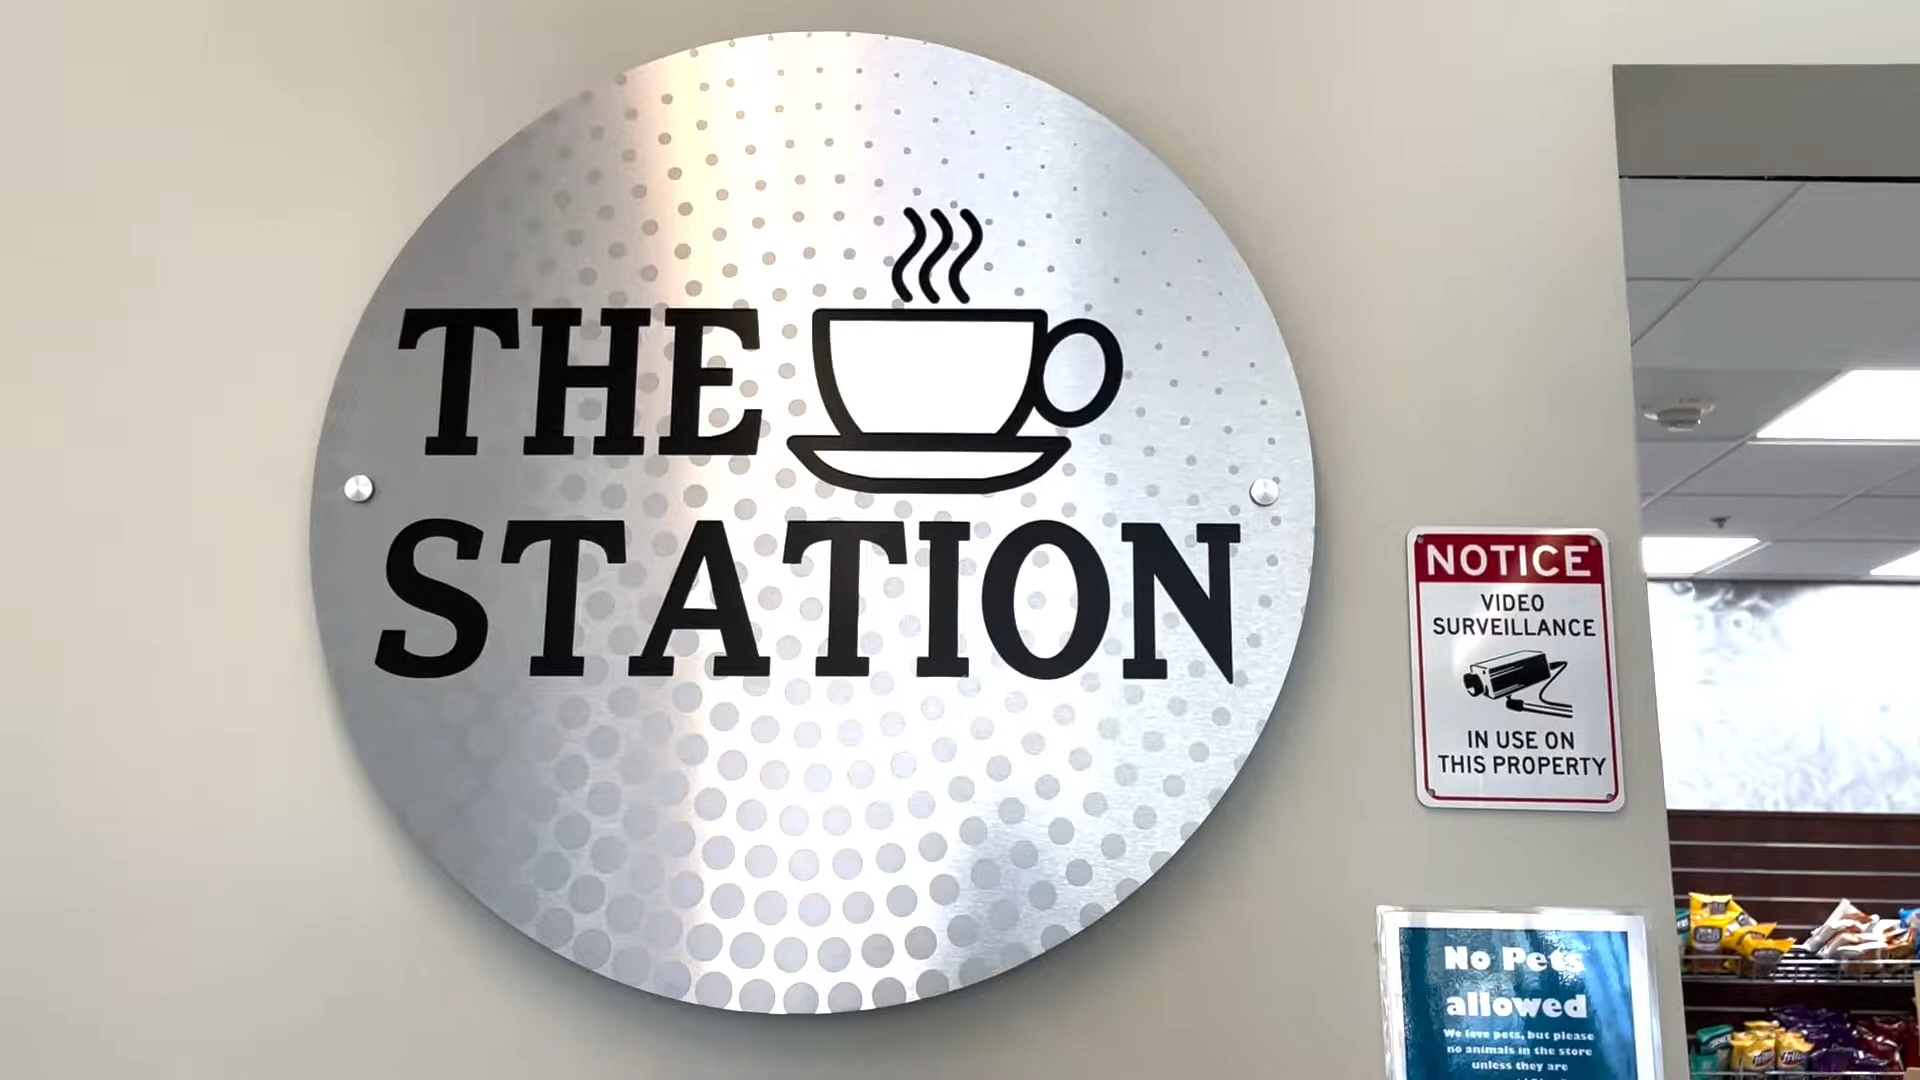 THE
STATION
NOTICE
VIDEO
SURVEILLANCE
IN USE ON
THIS PROPERTY
No Pets
allowed
We love pets, but please
no animals in the store
unless they are